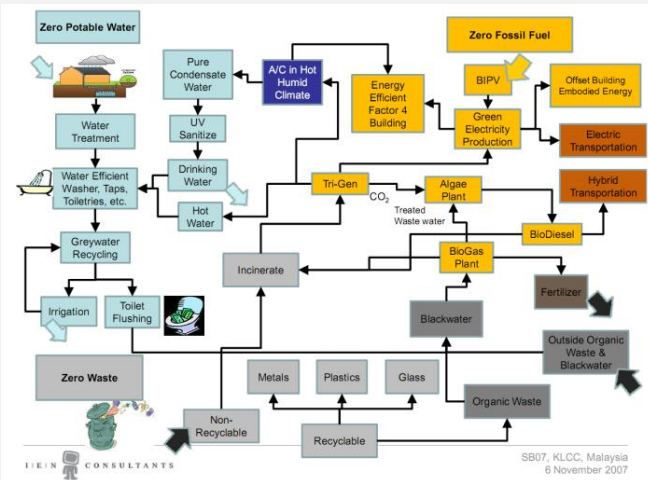 Zero Potable Water
Zero Fossil Fuel
Pure
Condensate
Water
A/C in Hot
Humid
Climate
Energy
Efficient
Factor 4
Building
BIPV
Offset Building
Embodied Energy
Water
Treatment
UV
Sanitize
Green
Electricity
Production
Electric
Transportation
Water Efficient
Washer, Taps,
Toiletries, etc.
Drinking
Water
Hot
Water
Tri-Gen
CO2
Algae
Plant
Hybrid
Transportation
Treated
Waste water
BioDiesel
Greywater
Recycling
Incinerate
BioGas
Plant
Irrigation
Toilet
Flushing
Blackwater
Fertilizer
Outside Organic
Waste &
Blackwater
Zero Waste
Metals
Plastics
Glass
Organic Waste
Non-
Recyclable
Recyclable
IEN CONSULTANTS
SB07, KLCC, Malaysia
6 November 2007